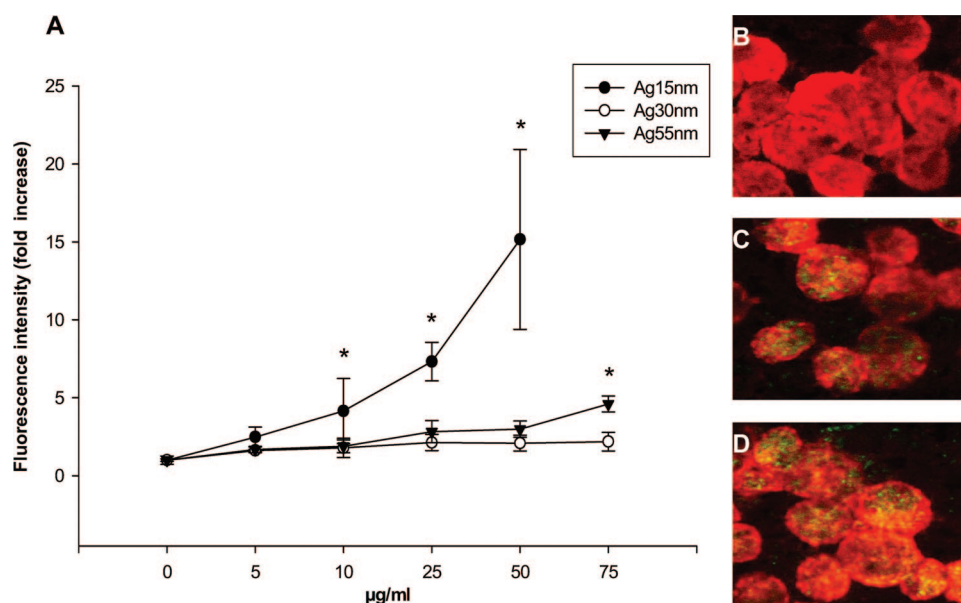 A
Fluorescence intensity (fold increase)
25
20
15
10
5
0
Ag15nm
Ag30nm
Ag55nm
*
*
*
*
0 5 10 25 50 75
µg/ml
B
C
D